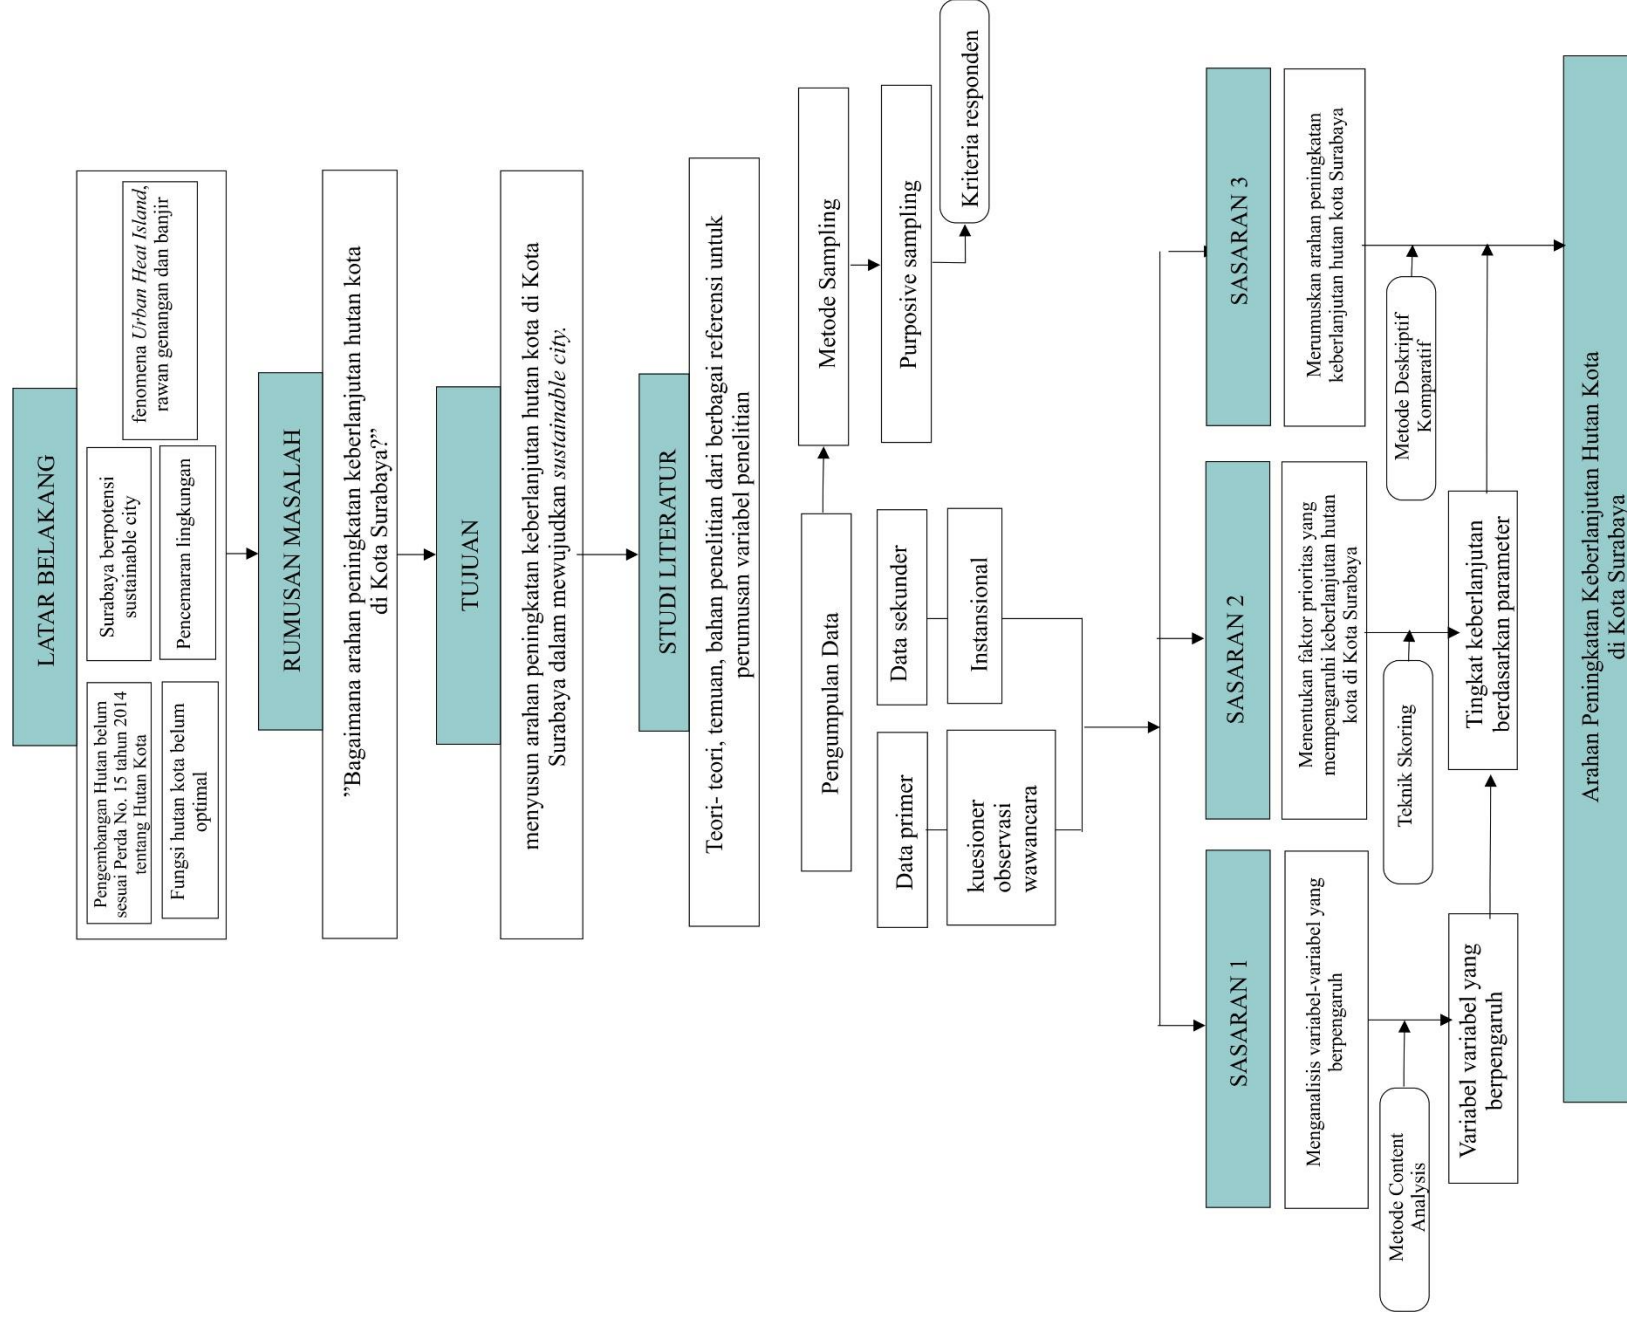 LATAR BELAKANG
Pengembangan Hutan belum
sesuai Perda No. 15 tahun 2014
tentang Hutan Kota
Surabaya berpotensi
sustainable city
fenomena Urban Heat Island,
rawan genangan dan banjir
Fungsi hutan kota belum
optimal
Pencemaran lingkungan
RUMUSAN MASALAH
”Bagaimana arahan peningkatan keberlanjutan hutan kota
di Kota Surabaya?”
TUJUAN
menyusun arahan peningkatan keberlanjutan hutan kota di Kota
Surabaya dalam mewujudkan sustainable city.
STUDI LITERATUR
Teori- teori, temuan, bahan penelitian dari berbagai referensi untuk
perumusan variabel penelitian
Pengumpulan Data
Metode Sampling
Data primer
Data sekunder
Purposive sampling
kuesioner
observasi
wawancara
Instansional
Kriteria responden
SASARAN 1
SASARAN 2
SASARAN 3
Menganalisis variabel-variabel yang
berpengaruh
Menentukan faktor prioritas yang
mempengaruhi keberlanjutan hutan
kota di Kota Surabaya
Merumuskan arahan peningkatan
keberlanjutan hutan kota Surabaya
Metode Content
Analysis
Teknik Skoring
Metode Deskriptif
Komparatif
Variabel variabel yang
berpengaruh
Tingkat keberlanjutan
berdasarkan parameter
Arahan Peningkatan Keberlanjutan Hutan Kota
di Kota Surabaya